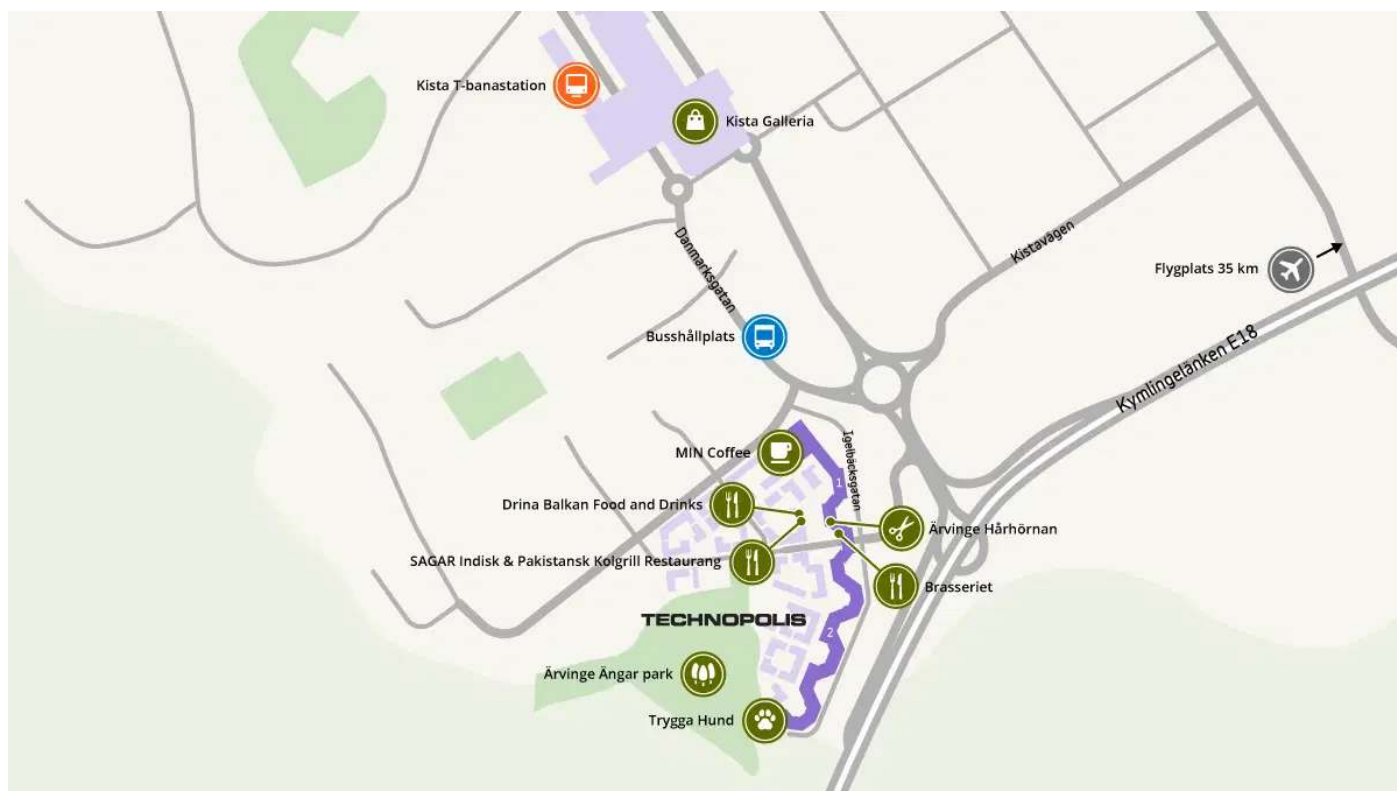 Kista T-banastation
Kista Galleria
Danmarksgatan
Kistavägen
Flygplats 35 km
Busshållplats
Kymlingelänken E18
MIN Coffee
Igelbäcksgatan
1
Drina Balkan Food and Drinks
Ärvinge Hårhörnan
SAGAR Indisk & Pakistansk Kolgrill Restaurang
Brasseriet
TECHNOPOLIS
2
Ärvinge Ängar park
Trygga Hund